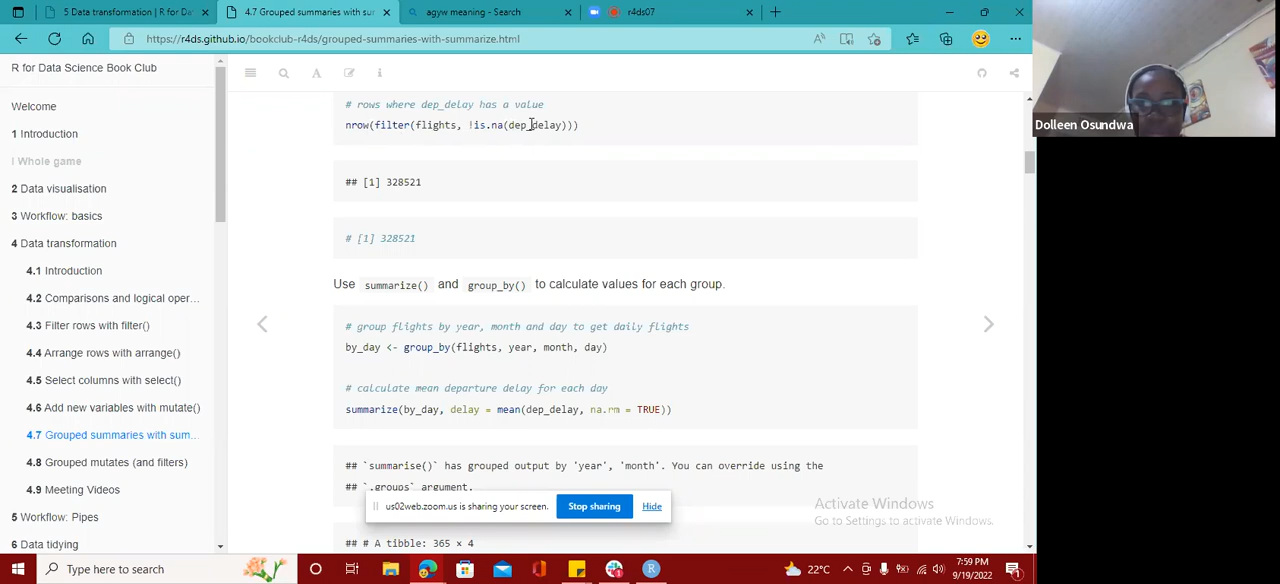 5 Data transformation | R for Dat
4.7 Grouped summaries with sum
agyw meaning - Search
r4ds07
https://r4ds.github.io/bookclub-r4ds/grouped-summaries-with-summarize.html
R for Data Science Book Club
Welcome
1 Introduction
I Whole game
2 Data visualisation
3 Workflow: basics
4 Data transformation
4.1 Introduction
4.2 Comparisons and logical oper...
4.3 Filter rows with filter()
4.4 Arrange rows with arrange()
4.5 Select columns with select()
4.6 Add new variables with mutate()
4.7 Grouped summaries with sum...
4.8 Grouped mutates (and filters)
4.9 Meeting Videos
5 Workflow: Pipes
6 Data tidying
# rows where dep_delay has a value
nrow(filter(flights, !is.na(dep_delay)))
## [1] 328521
# [1] 328521
Use summarize() and group_by() to calculate values for each group.
# group flights by year, month and day to get daily flights
by_day <- group_by(flights, year, month, day)
# calculate mean departure delay for each day
summarize(by_day, delay = mean(dep_delay, na.rm = TRUE))
## `summarise()` has grouped output by 'year', 'month'. You can override using the
## `.groups` argument.
## # A tibble: 365 × 4
us02web.zoom.us is sharing your screen.
Stop sharing
Hide
Activate Windows
Go to Settings to activate Windows.
Dolleen Osundwa
Type here to search
22°C
7:59 PM
9/19/2022
1